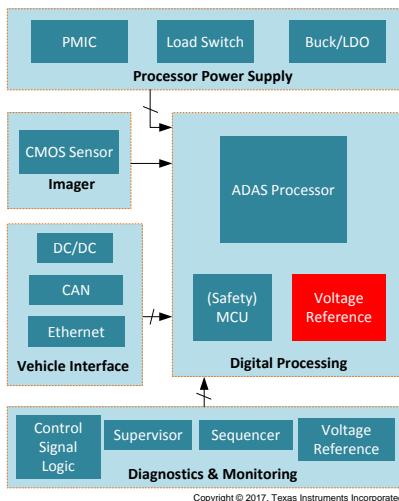 PMIC
Load Switch
Buck/LDO
Processor Power Supply
CMOS Sensor
Imager
ADAS Processor
DC/DC
CAN
Ethernet
Vehicle Interface
(Safety)
MCU
Voltage
Reference
Digital Processing
Control
Signal
Logic
Supervisor
Sequencer
Voltage
Reference
Diagnostics & Monitoring
Copyright © 2017, Texas Instruments Incorporate